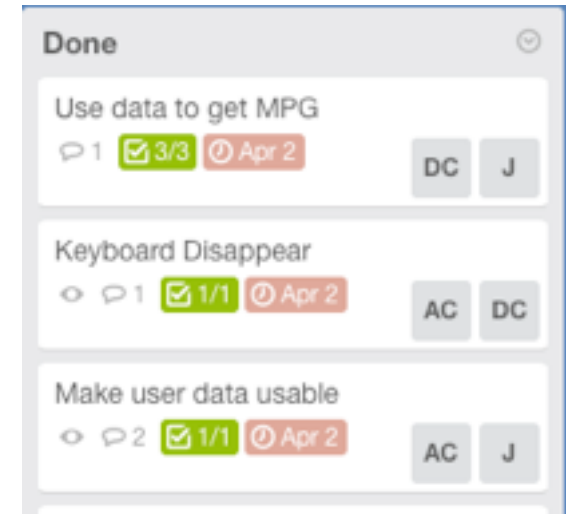 Done
Use data to get MPG
1 3/3 Apr 2
DC J
Keyboard Disappear
1 1/1 Apr 2
AC DC
Make user data usable
2 1/1 Apr 2
AC J